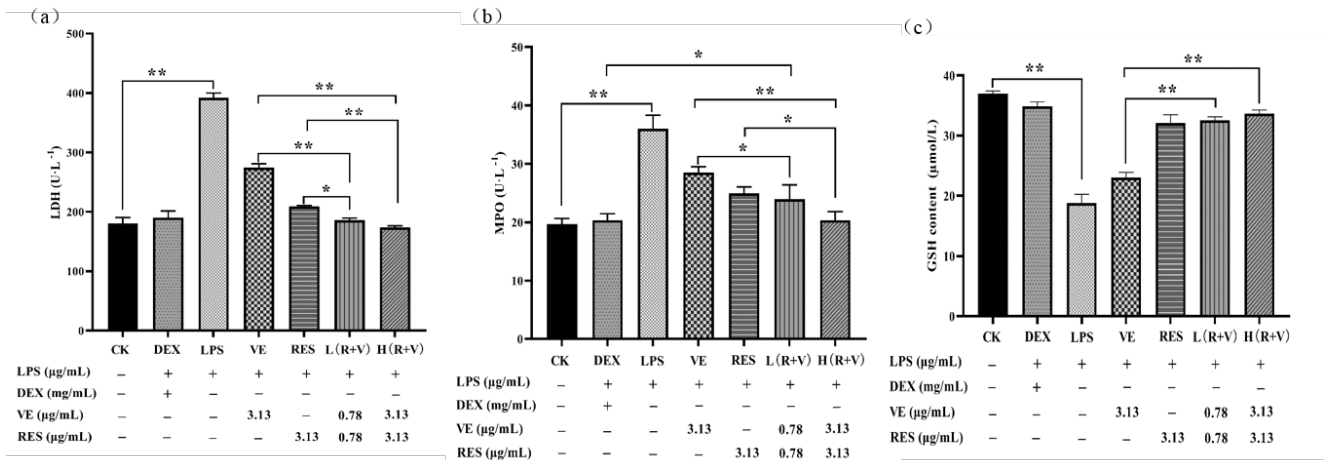 (a)
LDH (U·L⁻¹)
500
400
300
200
100
0
**
**
**
**
*
CK DEX LPS VE RES L(R+V) H(R+V)
LPS (μg/mL) – + + + + + +
DEX (mg/mL) – + – – – – –
VE (μg/mL) – – – 3.13 – 0.78 3.13
RES (μg/mL) – – – – 3.13 0.78 3.13
(b)
MPO (U·L⁻¹)
50
40
30
20
10
0
*
**
**
*
*
CK DEX LPS VE RES L(R+V) H(R+V)
LPS (μg/mL) – + + + + + +
DEX (mg/mL) – + – – – – –
VE (μg/mL) – – – 3.13 – 0.78 3.13
RES (μg/mL) – – – – 3.13 0.78 3.13
(c)
GSH content (μmol/L)
40
30
20
10
0
**
**
**
CK DEX LPS VE RES L(R+V) H(R+V)
LPS (μg/mL) – + + + + + +
DEX (mg/mL) – + – – – – –
VE (μg/mL) – – – 3.13 – 0.78 3.13
RES (μg/mL) – – – – 3.13 0.78 3.13